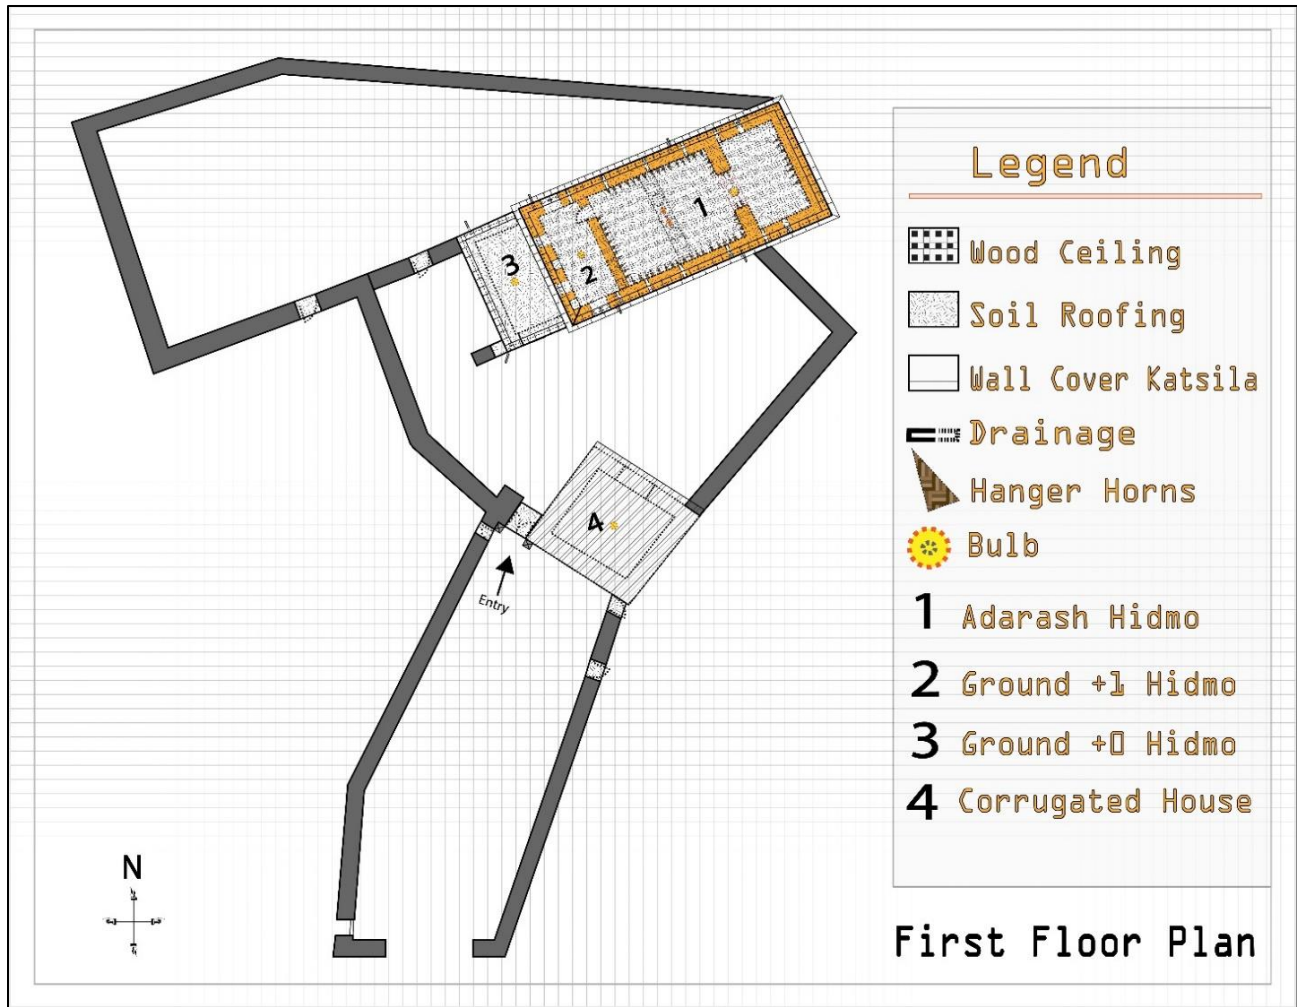 Legend
Wood Ceiling
Soil Roofing
Wall Cover Katsila
Drainage
Hanger Horns
Bulb
1 Adarash Hidmo
2 Ground +1 Hidmo
3 Ground +0 Hidmo
4 Corrugated House
First Floor Plan
1
2
3
4
Entry
N